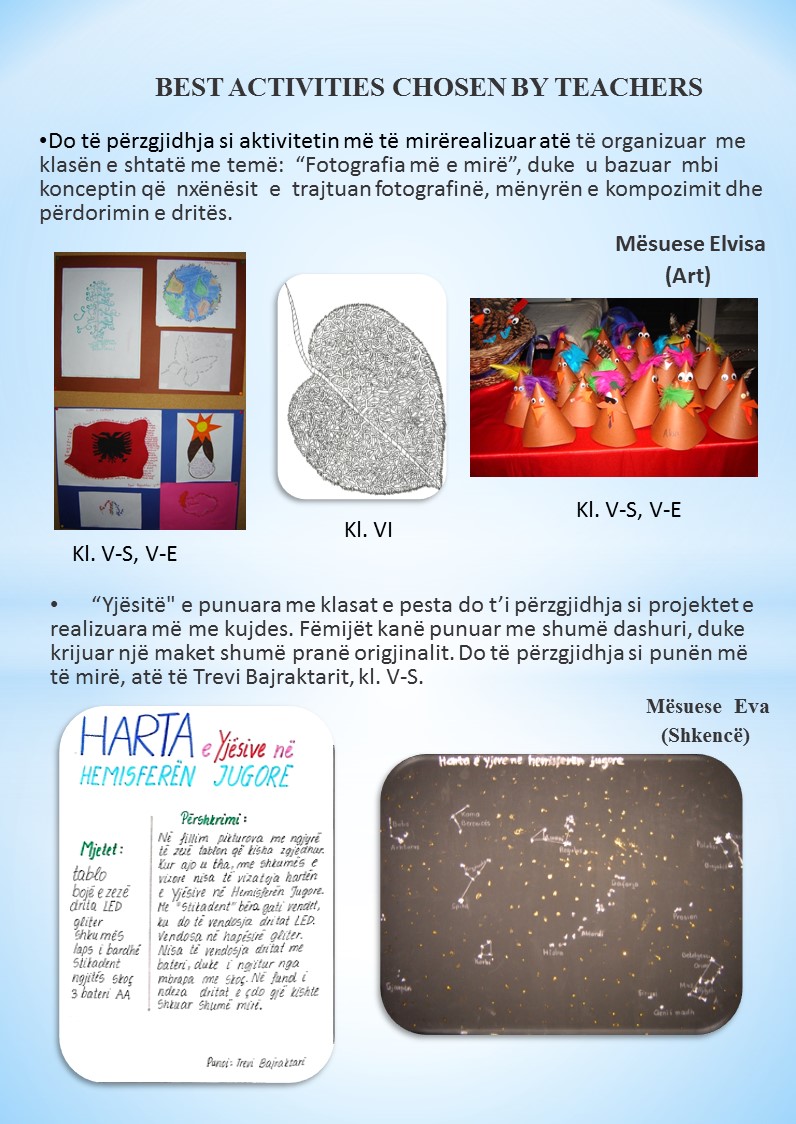 BEST ACTIVITIES CHOSEN BY TEACHERS
•Do të përzgjidhja si aktivitetin më të mirërealizuar atë të organizuar me
klasën e shtatë me temë: “Fotografia më e mirë”, duke u bazuar mbi
konceptin që nxënësit e trajtuan fotografinë, mënyrën e kompozimit dhe
përdorimin e dritës.
Mësuese Elvisa
(Art)
Kl. V-S, V-E
Kl. VI
Kl. V-S, V-E
• “Yjësitë" e punuara me klasat e pesta do t’i përzgjidhja si projektet e
realizuara më me kujdes. Fëmijët kanë punuar me shumë dashuri, duke
krijuar një maket shumë pranë origjinalit. Do të përzgjidhja si punën më
të mirë, atë të Trevi Bajraktarit, kl. V-S.
Mësuese Eva
(Shkencë)
HARTA e Yjësive në
HEMISFERËN JUGORE
Mjetet:
tablo
bojë e zezë
drita LED
gliter
shkumës
laps i bardhë
stikadent
ngjitës skoç
3 bateri AA
Përshkrimi:
Në fillim pikturova me ngjyrë
të zezë tablon që kisha zgjedhur.
Kur ajo u tha, me shkumës e
vizore nisa të vizatoja hartën
e Yjësive në Hemisferën Jugore.
Me "Stikadent" bëra gati vendet,
ku do të vendosja dritat LED.
Vendosa në hapësirë gliter.
Nisa të vendosja dritat me
bateri, duke i ngjitur nga
mbrapa me skoç. Në fund i
ndeza dritat e çdo gjë kishte
shkuar shumë mirë.
Punoi: Trevi Bajraktari
Harta e yjeve në hemisferën jugore
Koma
Spika
Hidra
Persion